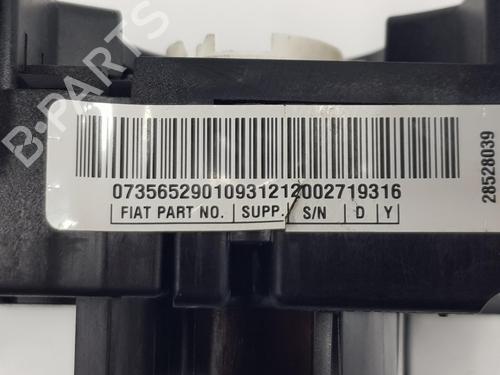 B-PARTS
07356529010931212002719316
FIAT PART NO. SUPP. S/N D Y
28528039